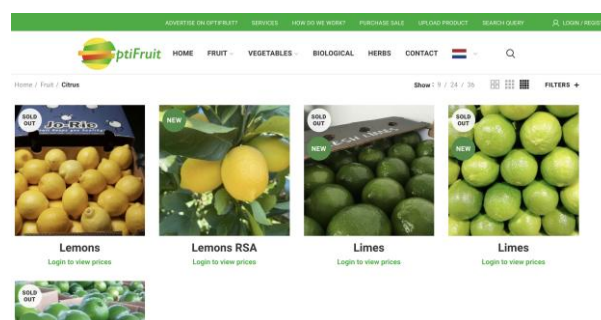 ADVERTISE ON OPTIFRUIT? SERVICES HOW DO WE WORK? PURCHASE SALE UPLOAD PRODUCT SEARCH QUERY LOGIN / REGIST
ptiFruit HOME FRUIT VEGETABLES BIOLOGICAL HERBS CONTACT
Home / Fruit / Citrus Show : 9 / 24 / 36 FILTERS +
SOLD OUT
Jo-Rio
NEW
SOLD OUT
NEW
SOLD OUT
NEW
Lemons Lemons RSA Limes Limes
Login to view prices Login to view prices Login to view prices Login to view prices
SOLD OUT